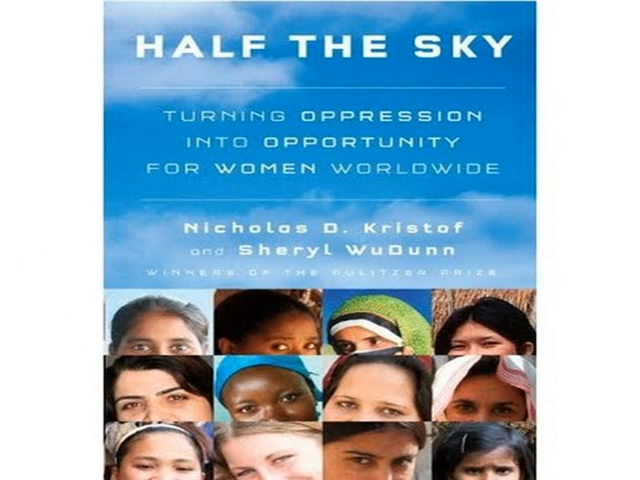 HALF THE SKY
TURNING OPPRESSION
INTO OPPORTUNITY
FOR WOMEN WORLDWIDE
Nicholas D. Kristof
and Sheryl WuDunn
WINNERS OF THE PULITZER PRIZE